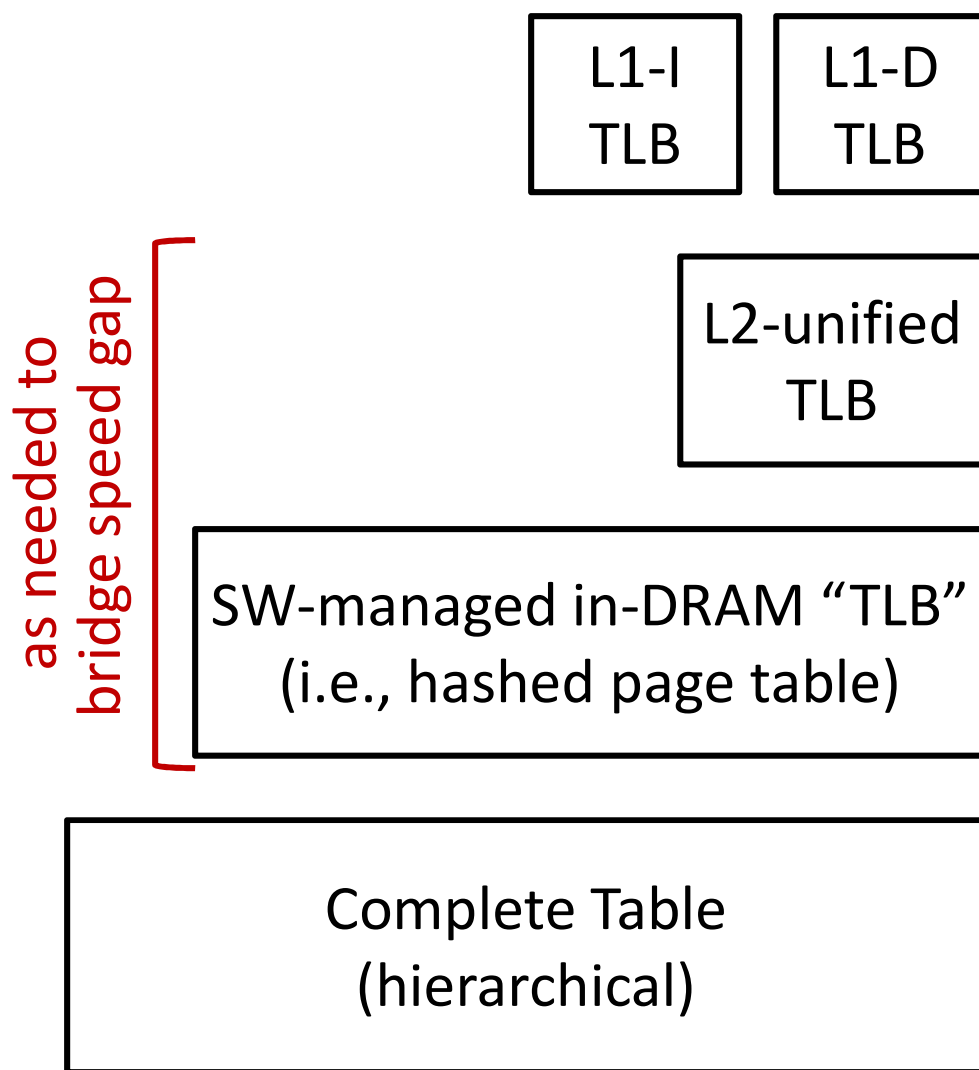 L1-I
TLB
L1-D
TLB
as needed to
bridge speed gap
L2-unified
TLB
SW-managed in-DRAM “TLB”
(i.e., hashed page table)
Complete Table
(hierarchical)